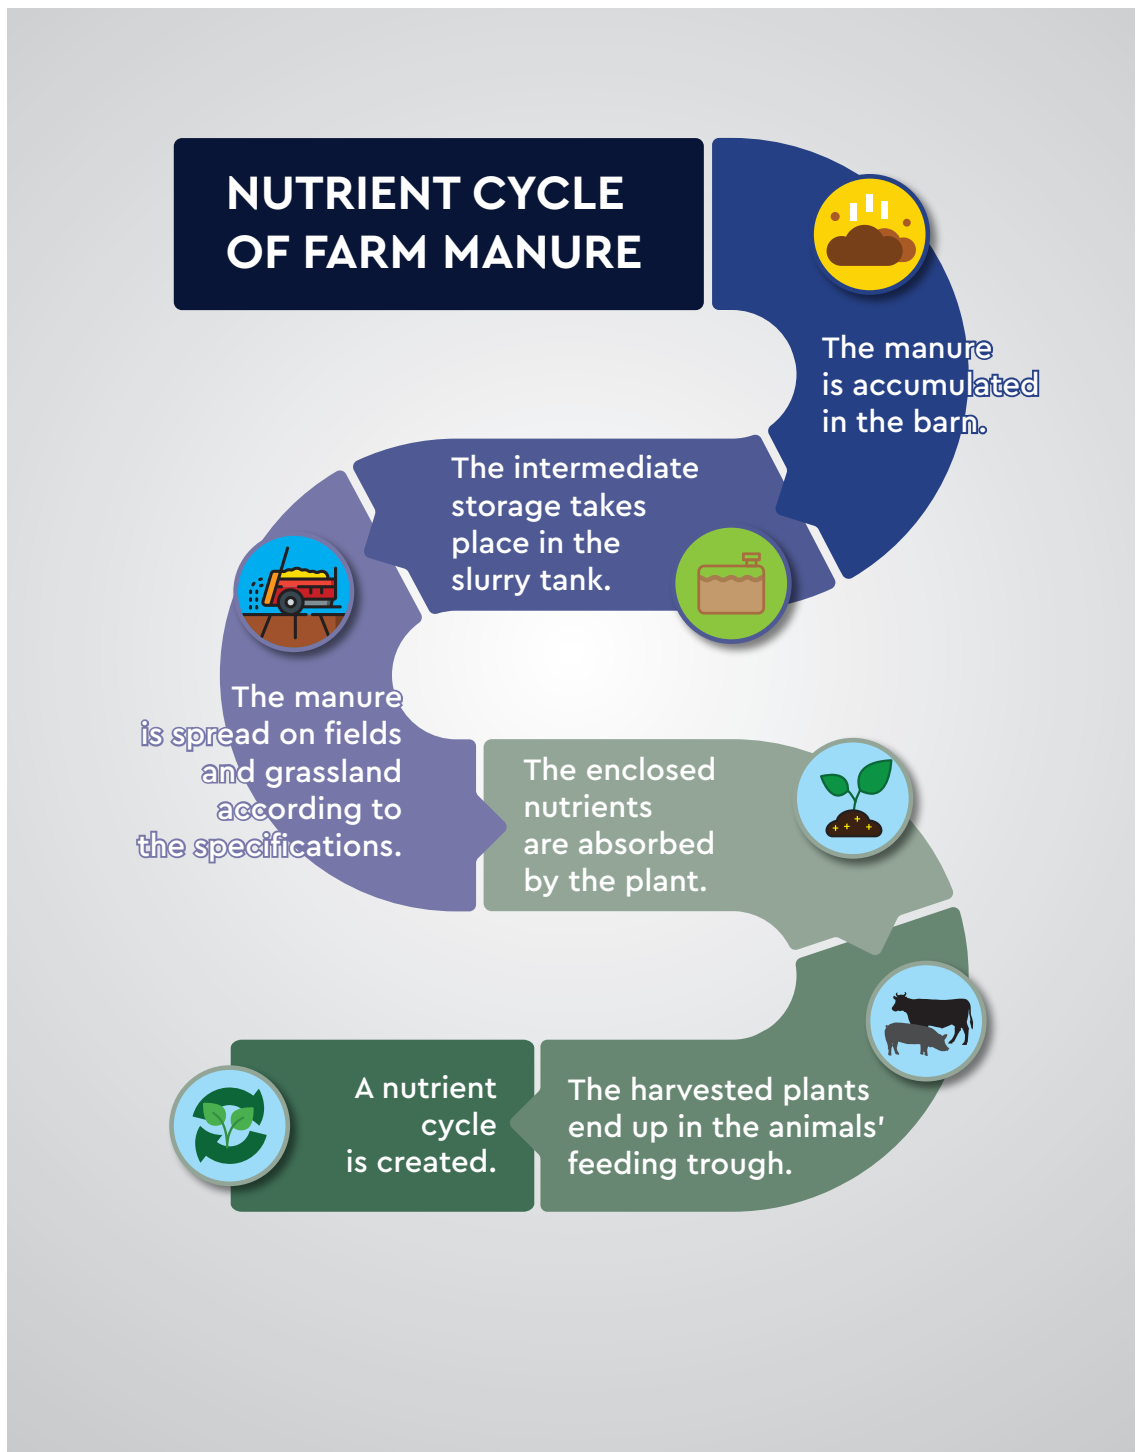 NUTRIENT CYCLE
OF FARM MANURE
The manure
is accumulated
in the barn.
The intermediate
storage takes
place in the
slurry tank.
The manure
is spread on fields
and grassland
according to
the specifications.
The enclosed
nutrients
are absorbed
by the plant.
The harvested plants
end up in the animals’
feeding trough.
A nutrient
cycle
is created.